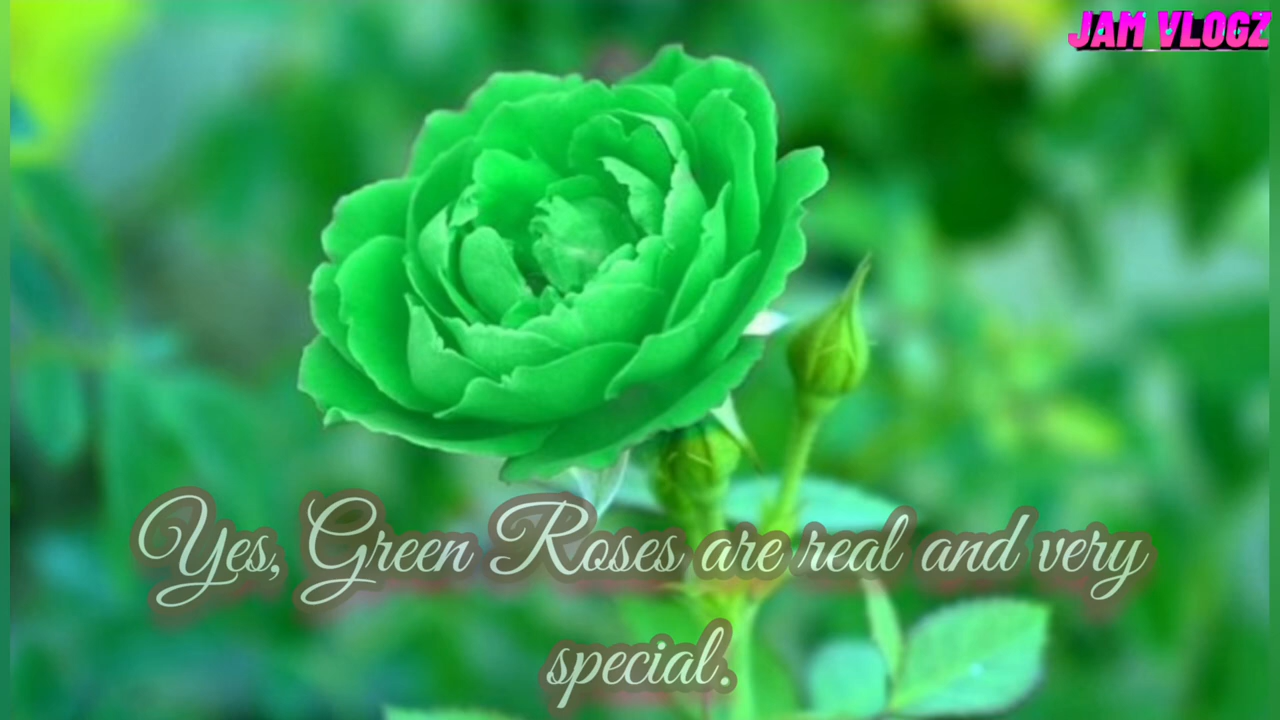 JAM VLOGZ
Yes, Green Roses are real and very
special.